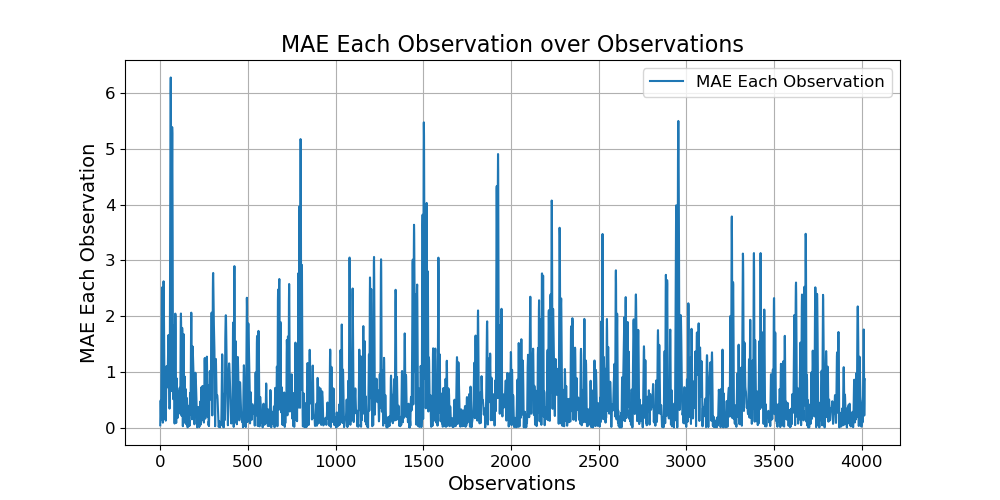 MAE Each Observation over Observations
MAE Each Observation
MAE Each Observation
6
5
4
3
2
1
0
0 500 1000 1500 2000 2500 3000 3500 4000
Observations